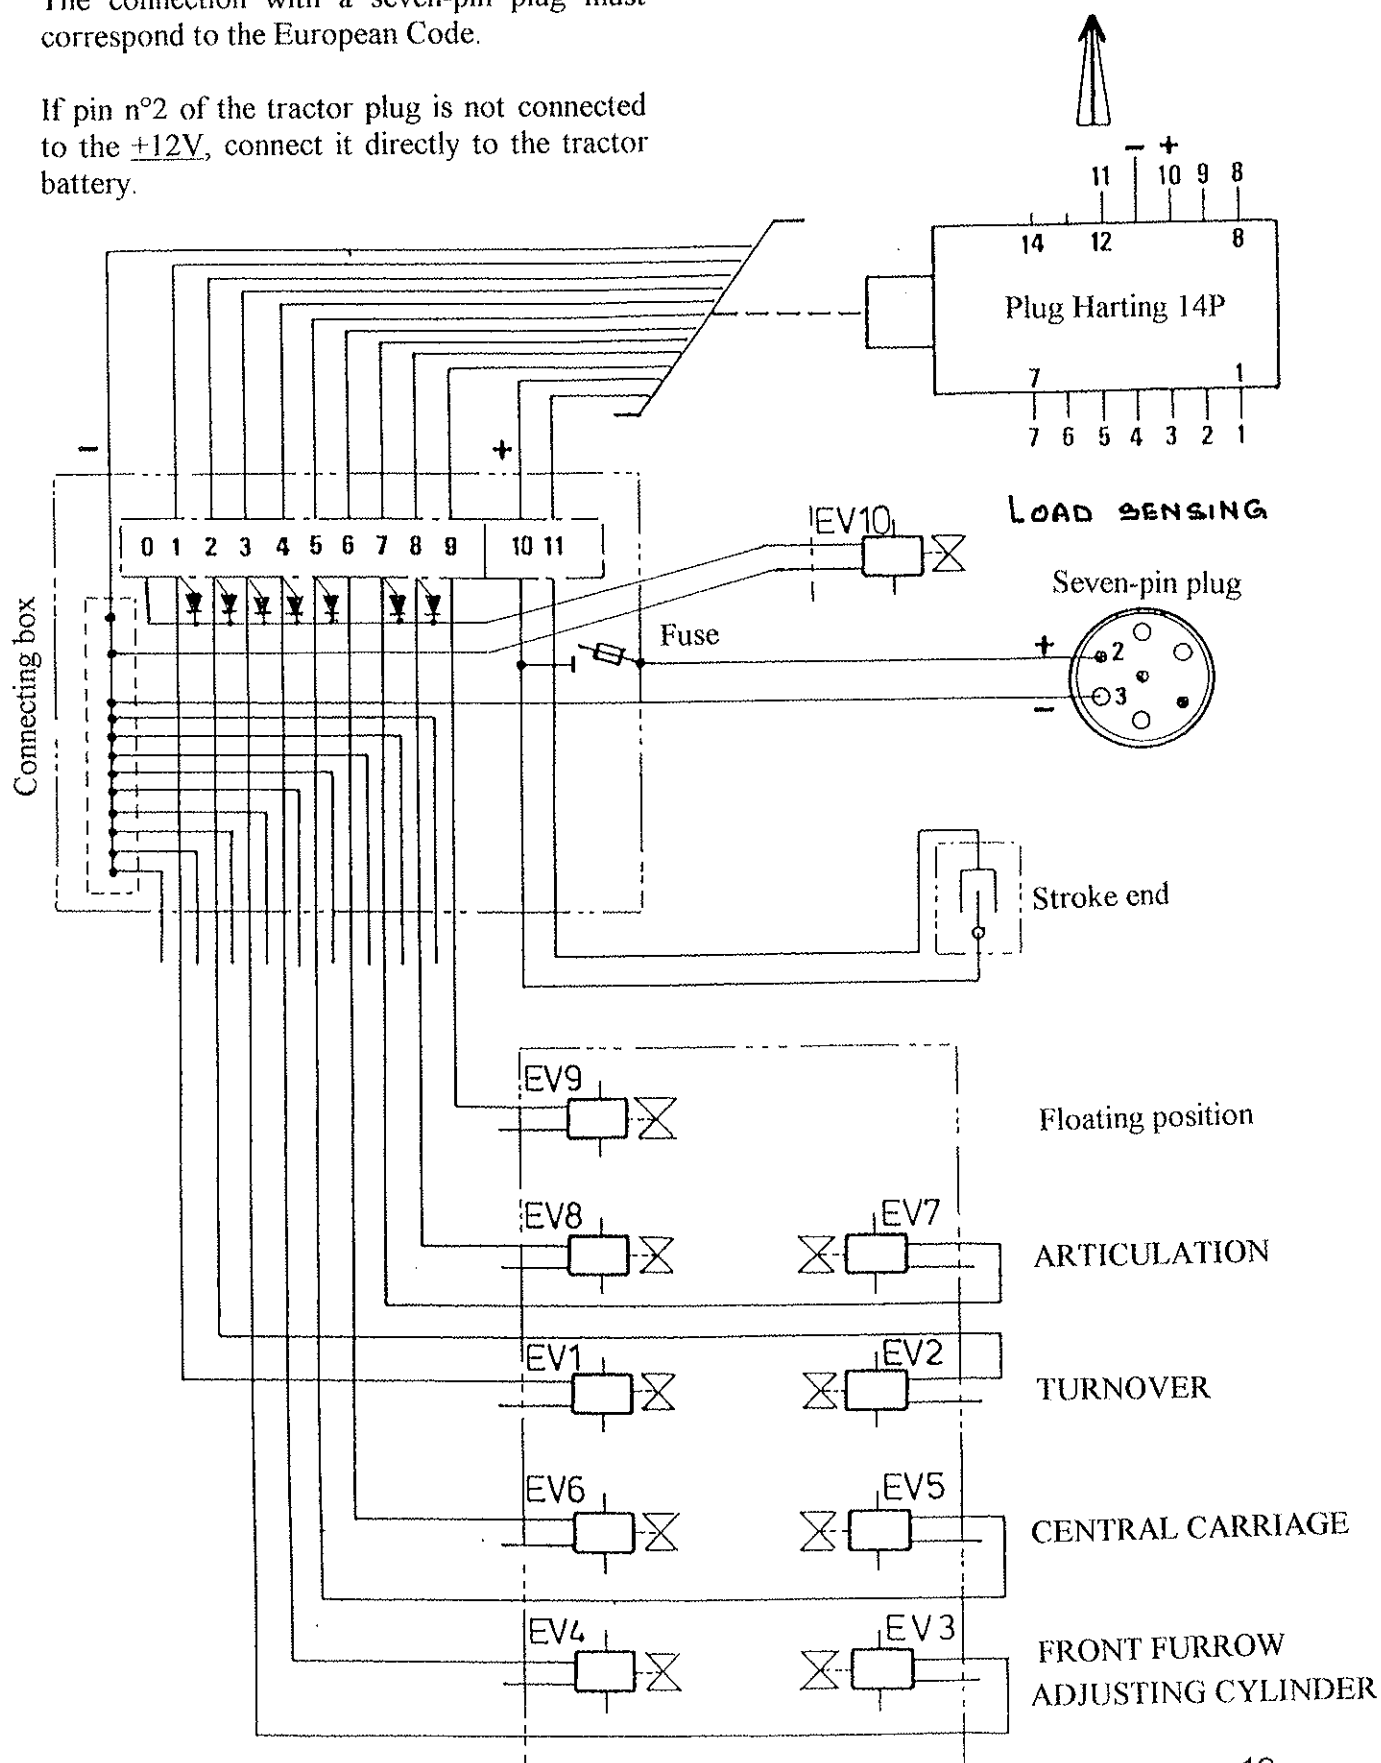 The connection with a seven-pin plug must
correspond to the European Code.
If pin n°2 of the tractor plug is not connected
to the +12V, connect it directly to the tractor
battery.
− +
11 10 9 8
14 12 8
Plug Harting 14P
7 1
7 6 5 4 3 2 1
− +
LOAD SENSING
EV10
0 1 2 3 4 5 6 7 8 9 10 11
Seven-pin plug
Connecting box
Fuse
+ 2
− 3
Stroke end
EV9
Floating position
EV8 EV7
ARTICULATION
EV1 EV2
TURNOVER
EV6 EV5
CENTRAL CARRIAGE
EV4 EV3
FRONT FURROW
ADJUSTING CYLINDER